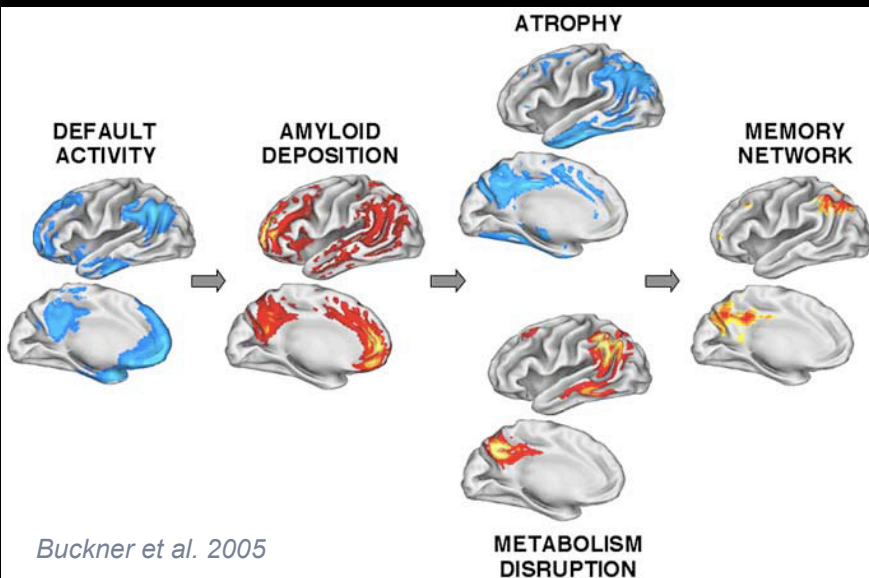 ATROPHY
DEFAULT
ACTIVITY
AMYLOID
DEPOSITION
MEMORY
NETWORK
METABOLISM
DISRUPTION
Buckner et al. 2005